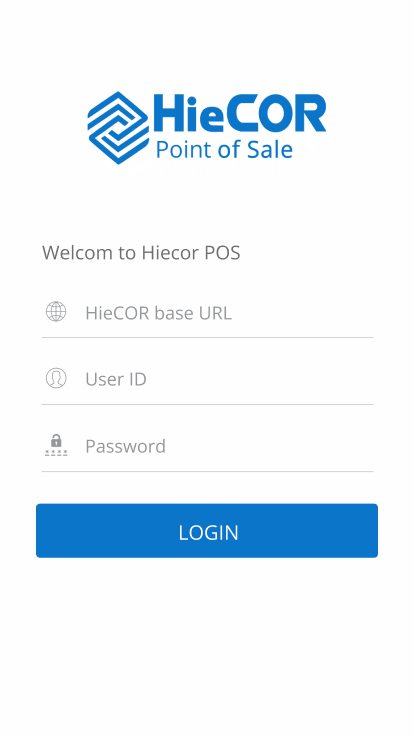 HieCOR
Point of Sale
Welcom to Hiecor POS
HieCOR base URL
User ID
Password
LOGIN